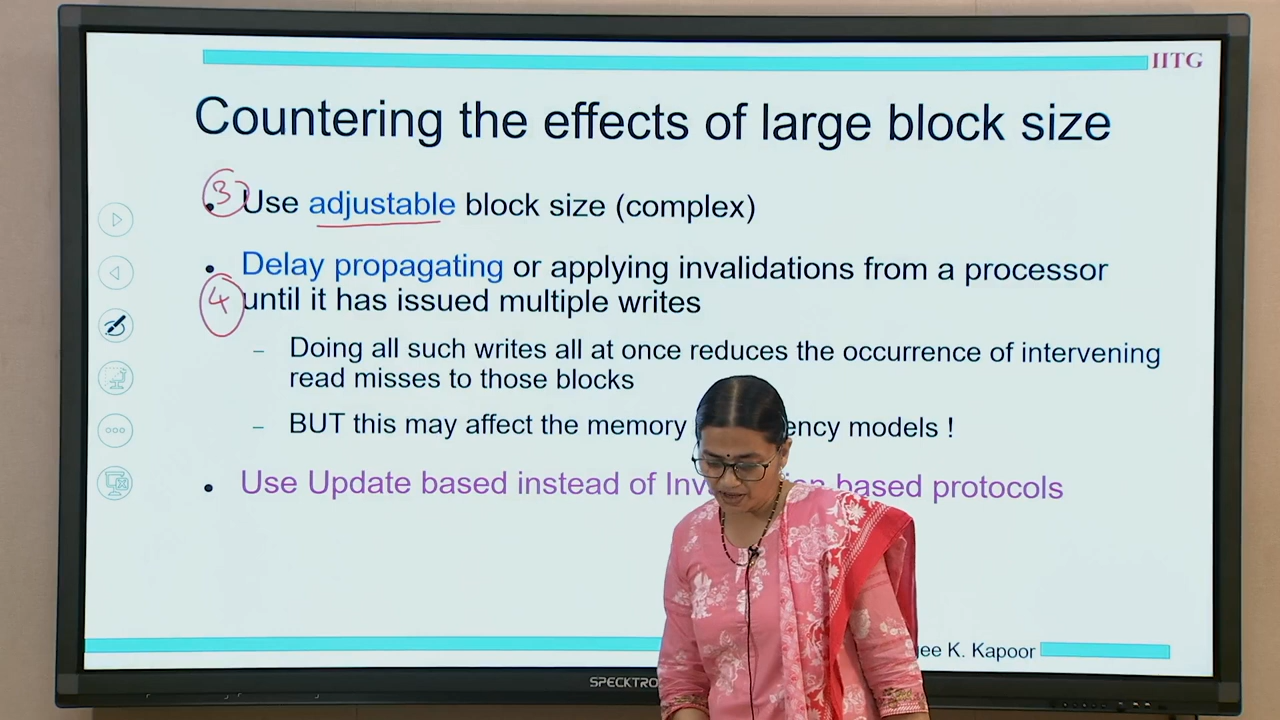 IITG
Countering the effects of large block size
3 • Use adjustable block size (complex)
• Delay propagating or applying invalidations from a processor
4 until it has issued multiple writes
– Doing all such writes all at once reduces the occurrence of intervening
read misses to those blocks
– BUT this may affect the memory ency models !
• Use Update based instead of Inv on based protocols
ee K. Kapoor
SPECKTRO